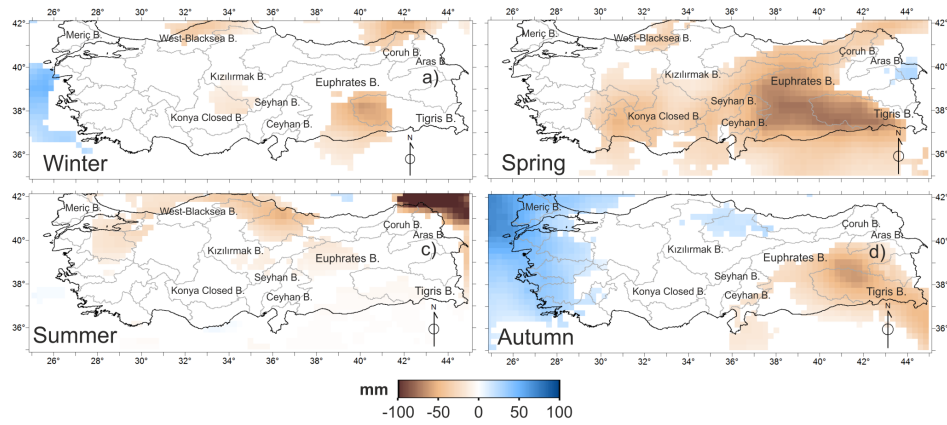 26° 28° 30° 32° 34° 36° 38° 40° 42° 44°
42°
40°
38°
36°
Meriç B.
West-Blacksea B.
Çoruh B.
Aras B.
a)
Kızılırmak B.
Euphrates B.
Seyhan B.
Konya Closed B.
Ceyhan B.
Tigris B.
N
Winter
26° 28° 30° 32° 34° 36° 38° 40° 42° 44°
42°
40°
38°
36°
Meriç B.
West-Blacksea B.
Çoruh B.
Aras B.
Kızılırmak B.
Euphrates B.
Seyhan B.
Konya Closed B.
Ceyhan B.
Tigris B.
N
Spring
42°
40°
38°
36°
Meriç B.
West-Blacksea B.
Çoruh B.
Aras B.
c)
Kızılırmak B.
Euphrates B.
Seyhan B.
Konya Closed B.
Ceyhan B.
Tigris B.
N
Summer
26° 28° 30° 32° 34° 36° 38° 40° 42° 44°
42°
40°
38°
36°
Meriç B.
Çoruh B.
Aras B.
d)
Kızılırmak B.
Euphrates B.
Seyhan B.
Konya Closed B.
Ceyhan B.
Tigris B.
N
Autumn
26° 28° 30° 32° 34° 36° 38° 40° 42° 44°
mm
-100 -50 0 50 100